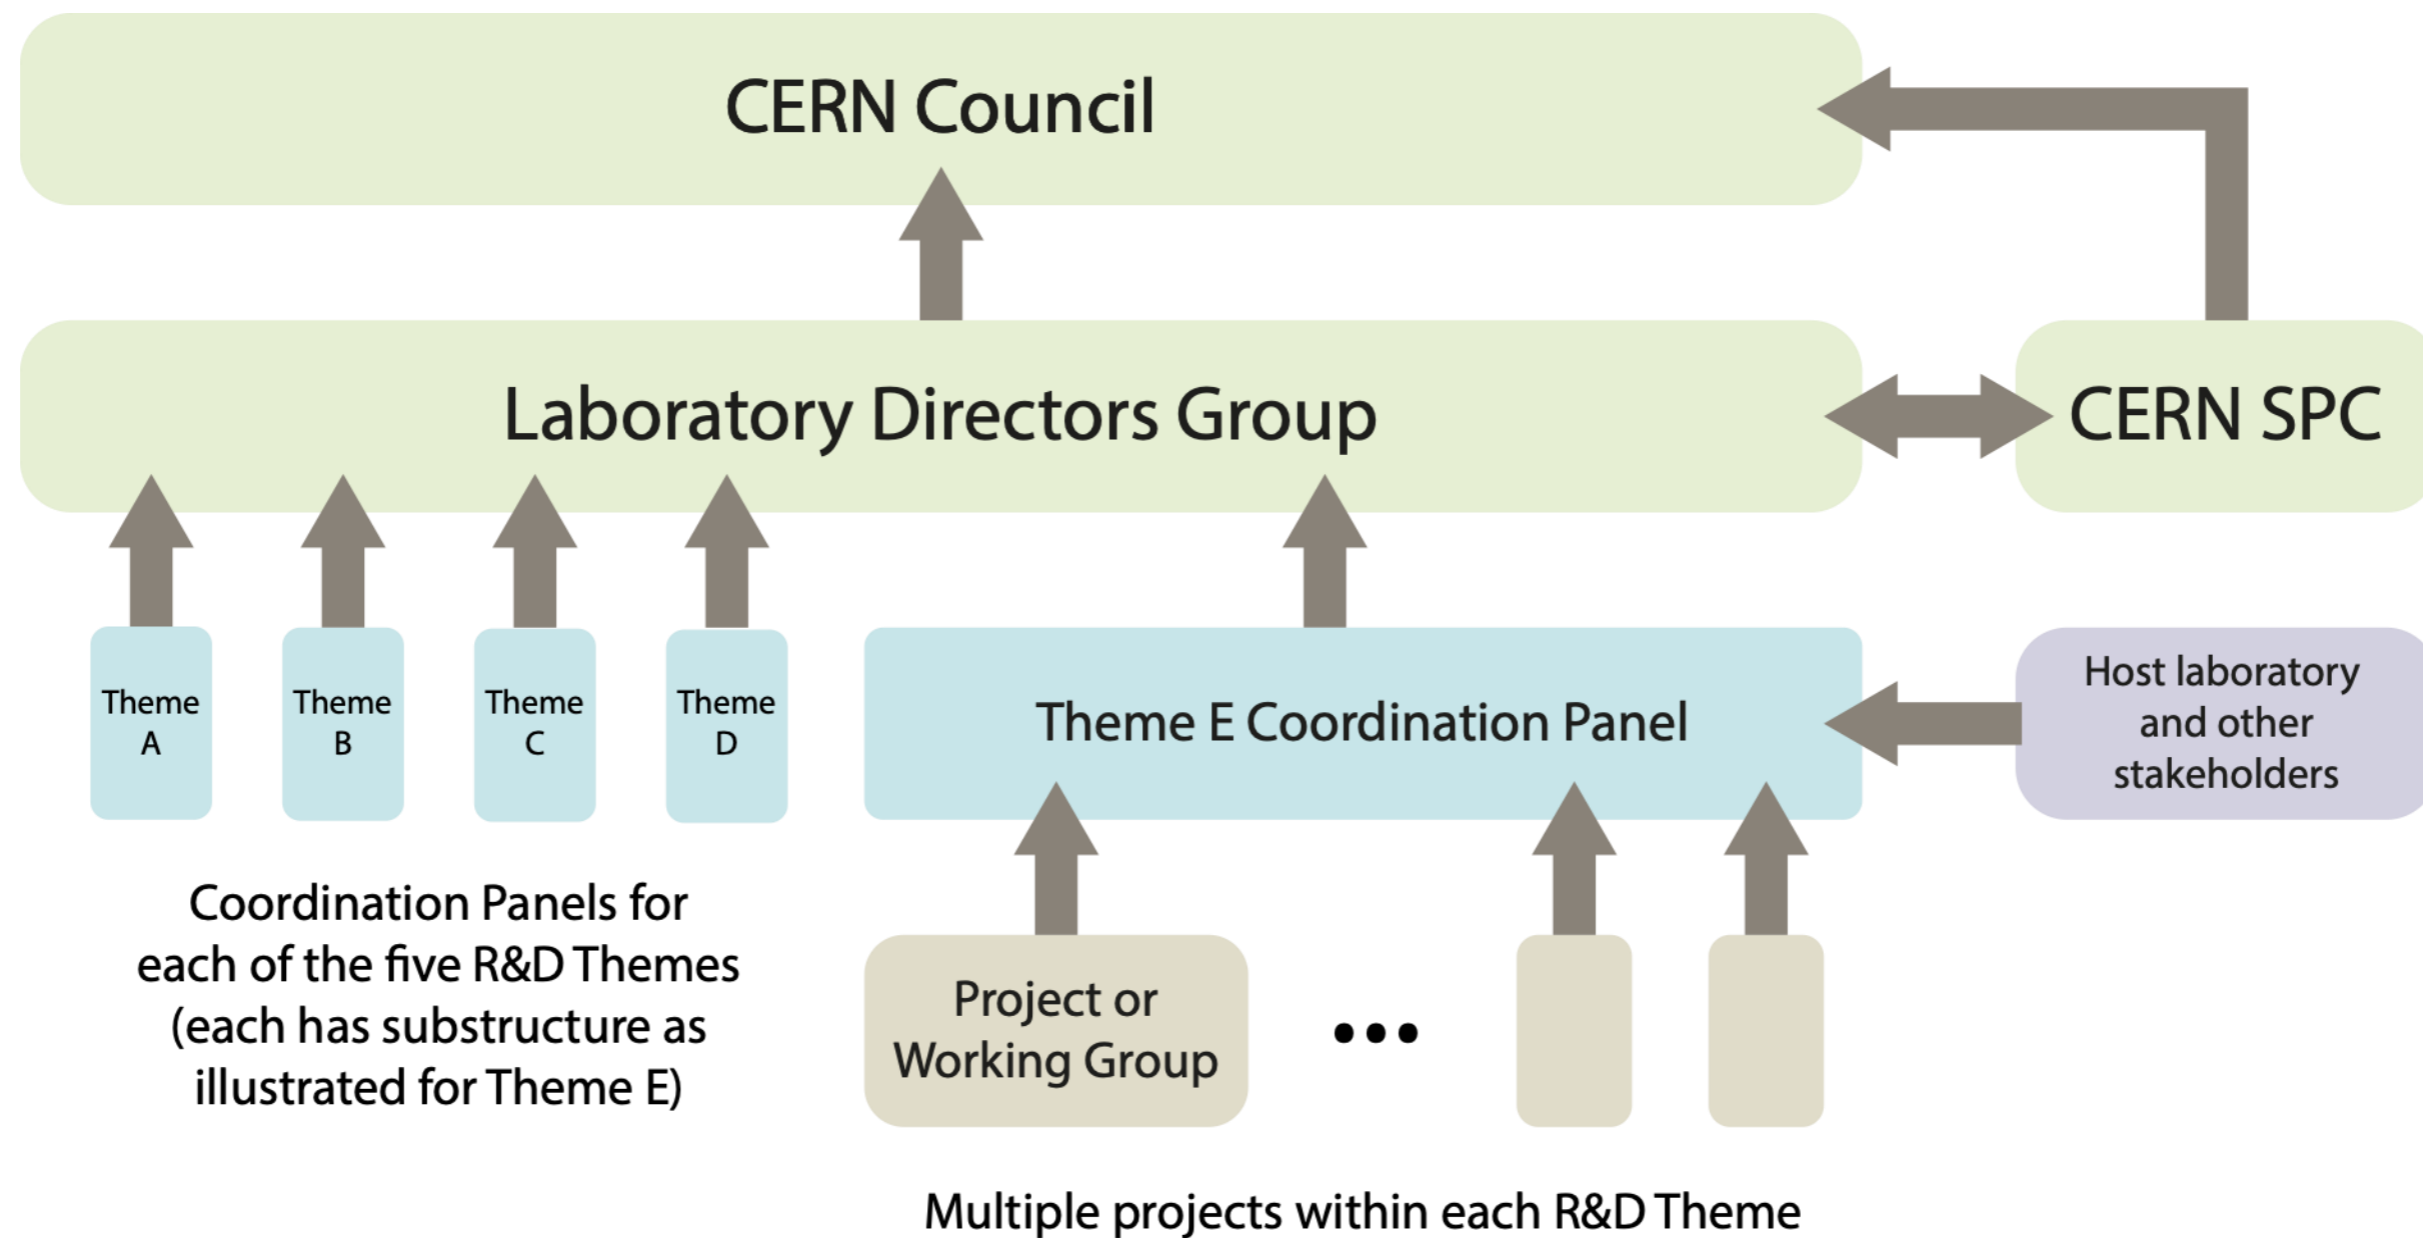 CERN Council
Laboratory Directors Group
CERN SPC
Theme
A
Theme
B
Theme
C
Theme
D
Theme E Coordination Panel
Host laboratory
and other
stakeholders
Coordination Panels for
each of the five R&D Themes
(each has substructure as
illustrated for Theme E)
Project or
Working Group
...
Multiple projects within each R&D Theme